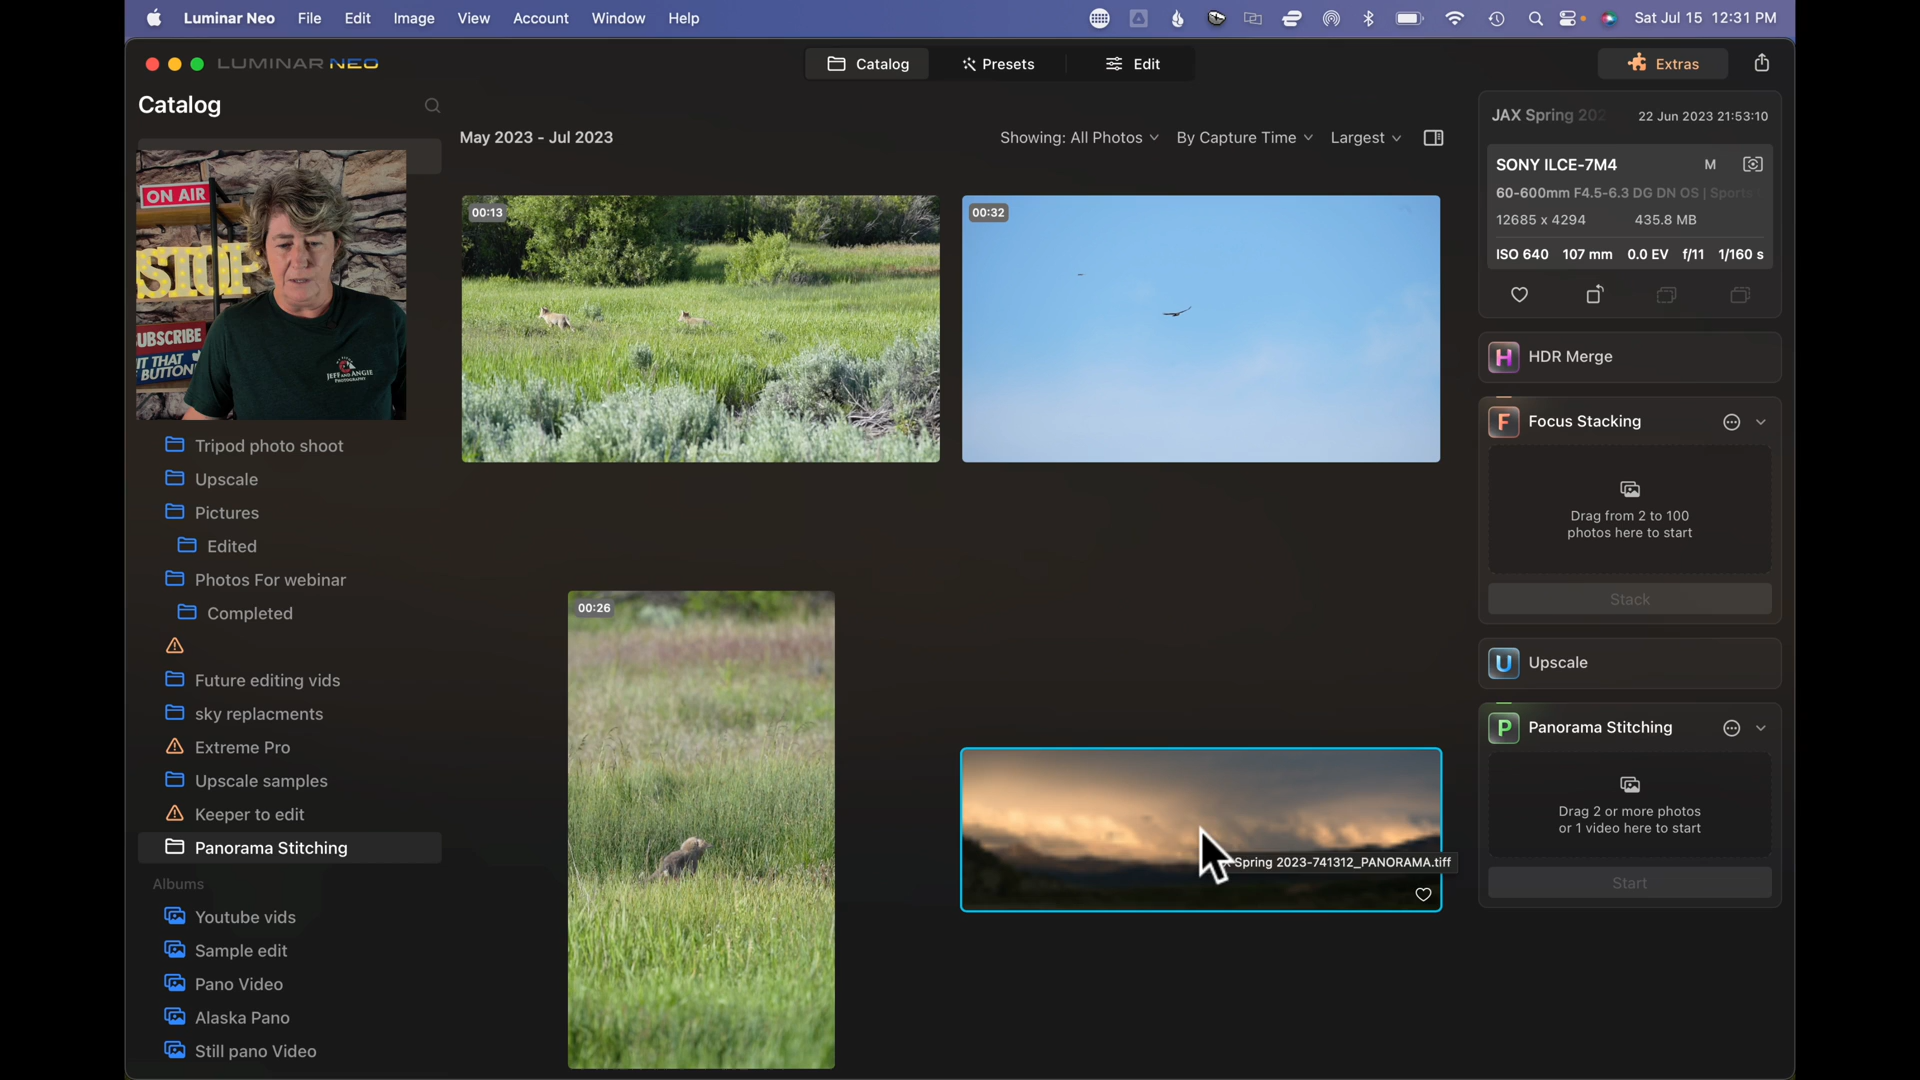 Luminar Neo File Edit Image View Account Window Help
Sat Jul 15 12:31 PM
LUMINAR NEO
Catalog Presets Edit
Extras
Catalog
May 2023 - Jul 2023
Showing: All Photos By Capture Time Largest
ON AIR
SUBSCRIBE
THAT
BUTTON
JEFF AND ANGIE
PHOTOGRAPHY
Tripod photo shoot
Upscale
Pictures
Edited
Photos For webinar
Completed
Future editing vids
sky replacments
Extreme Pro
Upscale samples
Keeper to edit
Panorama Stitching
Albums
Youtube vids
Sample edit
Pano Video
Alaska Pano
Still pano Video
00:13
00:32
00:26
Spring 2023-741312_PANORAMA.tiff
JAX Spring 202 22 Jun 2023 21:53:10
SONY ILCE-7M4 M
60-600mm F4.5-6.3 DG DN OS | Sports
12685 x 4294 435.8 MB
ISO 640 107 mm 0.0 EV f/11 1/160 s
H HDR Merge
F Focus Stacking
Drag from 2 to 100
photos here to start
Stack
U Upscale
P Panorama Stitching
Drag 2 or more photos
or 1 video here to start
Start